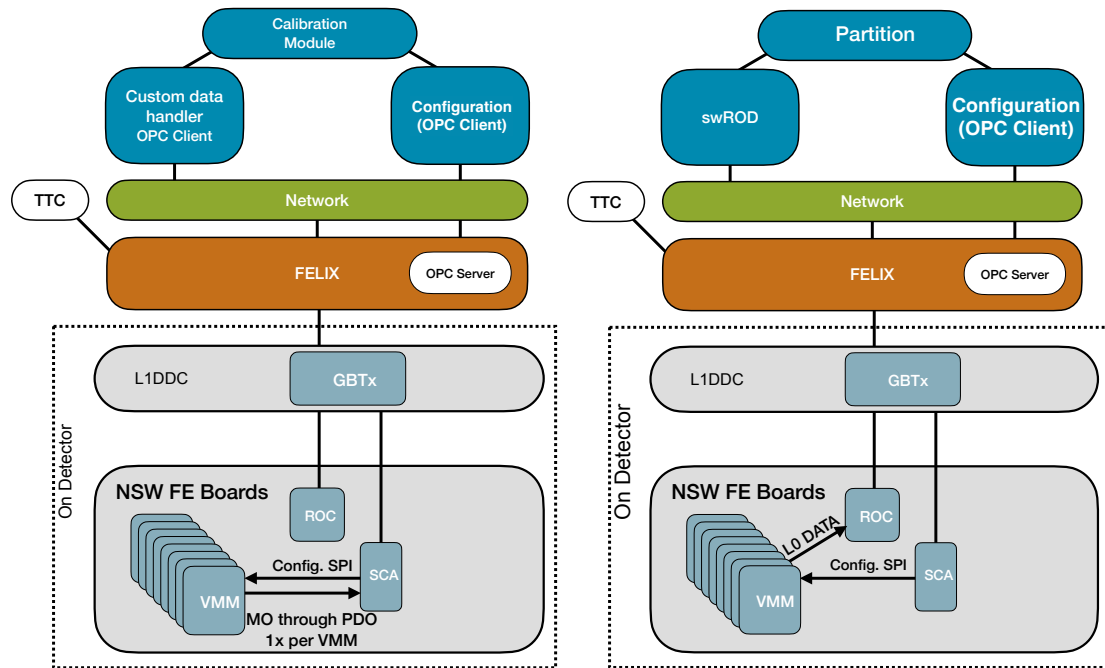 Calibration
Module
Custom data
handler
OPC Client
Configuration
(OPC Client)
TTC
Network
FELIX
OPC Server
On Detector
L1DDC
GBTx
NSW FE Boards
ROC
Config. SPI
SCA
VMM
MO through PDO
1x per VMM
Partition
swROD
Configuration
(OPC Client)
TTC
Network
FELIX
OPC Server
On Detector
L1DDC
GBTx
NSW FE Boards
ROC
L0 DATA
Config. SPI
SCA
VMM